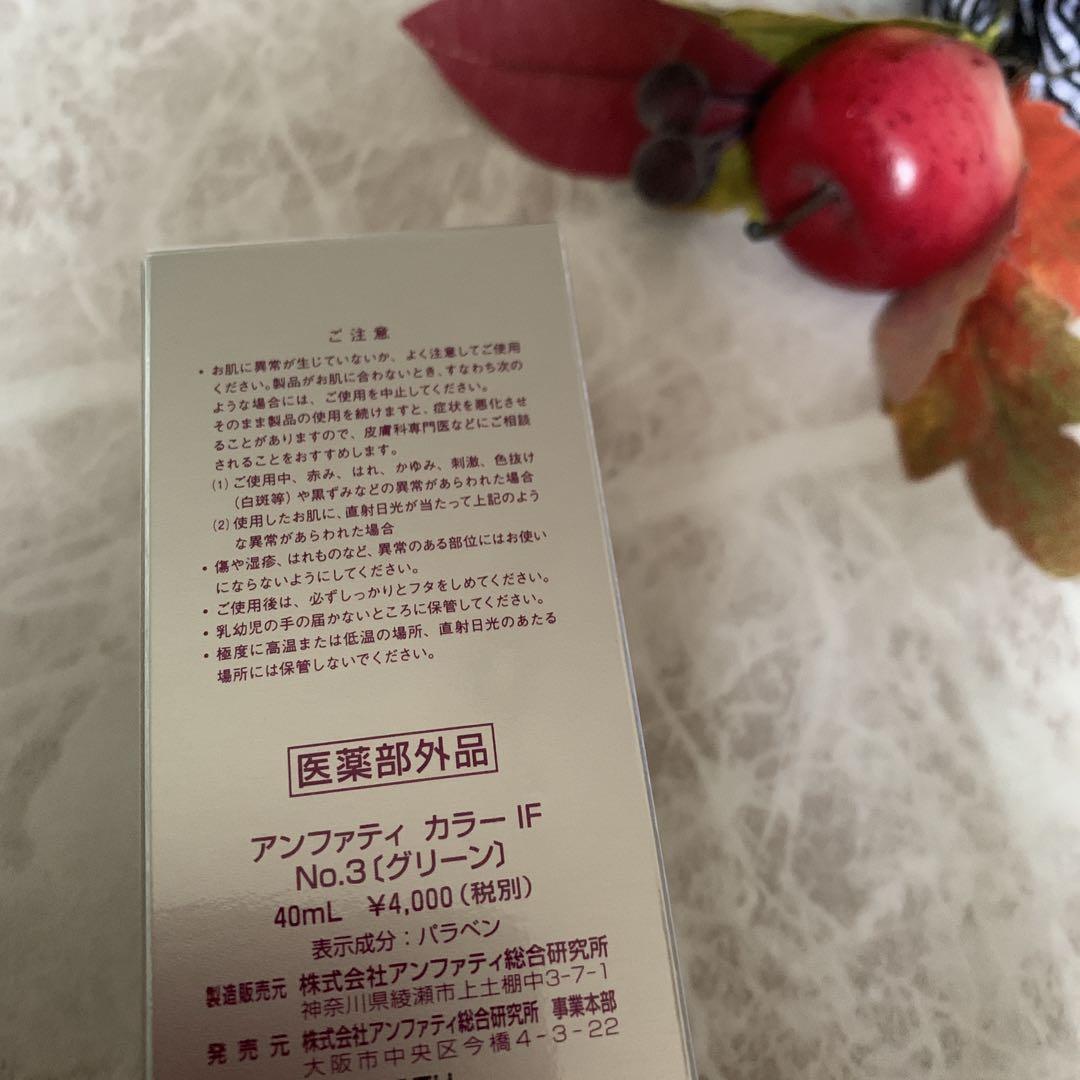 ご注意
• お肌に異常が生じていないか、よく注意してご使用
ください。製品がお肌に合わないとき、すなわち次の
ような場合には、ご使用を中止してください。
そのまま製品の使用を続けますと、症状を悪化させ
ることがありますので、皮膚科専門医などにご相談
されることをおすすめします。
(1) ご使用中、赤み、はれ、かゆみ、刺激、色抜け
(白斑等)や黒ずみなどの異常があらわれた場合
(2) 使用したお肌に、直射日光が当たって上記のよう
な異常があらわれた場合
• 傷や湿疹、はれものなど、異常のある部位にはお使い
にならないようにしてください。
• ご使用後は、必ずしっかりとフタをしめてください。
• 乳幼児の手の届かないところに保管してください。
• 極度に高温または低温の場所、直射日光のあたる
場所には保管しないでください。
医薬部外品
アンファティ カラー IF
No.3〔グリーン〕
40mL ¥4,000(税別)
表示成分:パラベン
製造販売元 株式会社アンファティ総合研究所
神奈川県綾瀬市上土棚中3-7-1
発売元 株式会社アンファティ総合研究所 事業本部
大阪市中央区今橋4-3-22